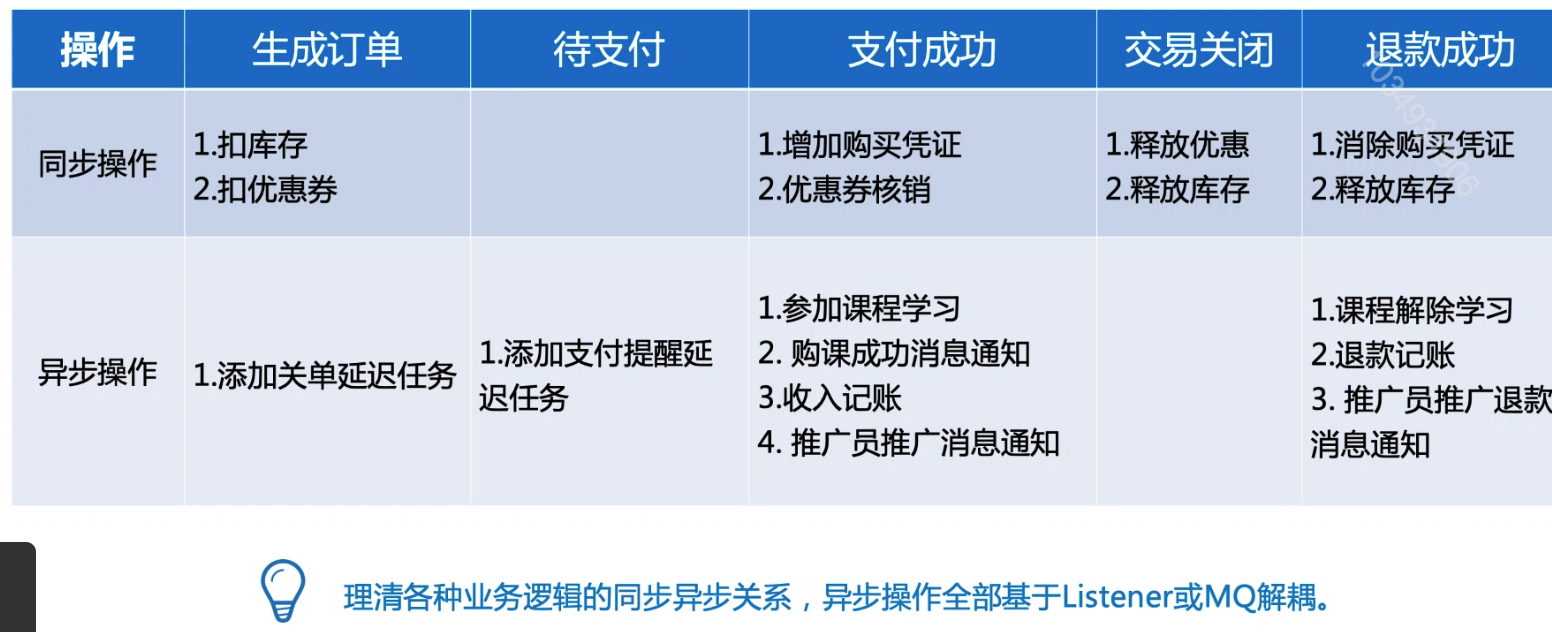 操作 生成订单 待支付 支付成功 交易关闭 退款成功
同步操作
1.扣库存
2.扣优惠券
1.增加购买凭证
2.优惠券核销
1.释放优惠
2.释放库存
1.消除购买凭证
2.释放库存
异步操作
1.添加关单延迟任务
1.添加支付提醒延
迟任务
1.参加课程学习
2. 购课成功消息通知
3.收入记账
4. 推广员推广消息通知
1.课程解除学习
2.退款记账
3. 推广员推广退款
消息通知
理清各种业务逻辑的同步异步关系，异步操作全部基于Listener或MQ解耦。